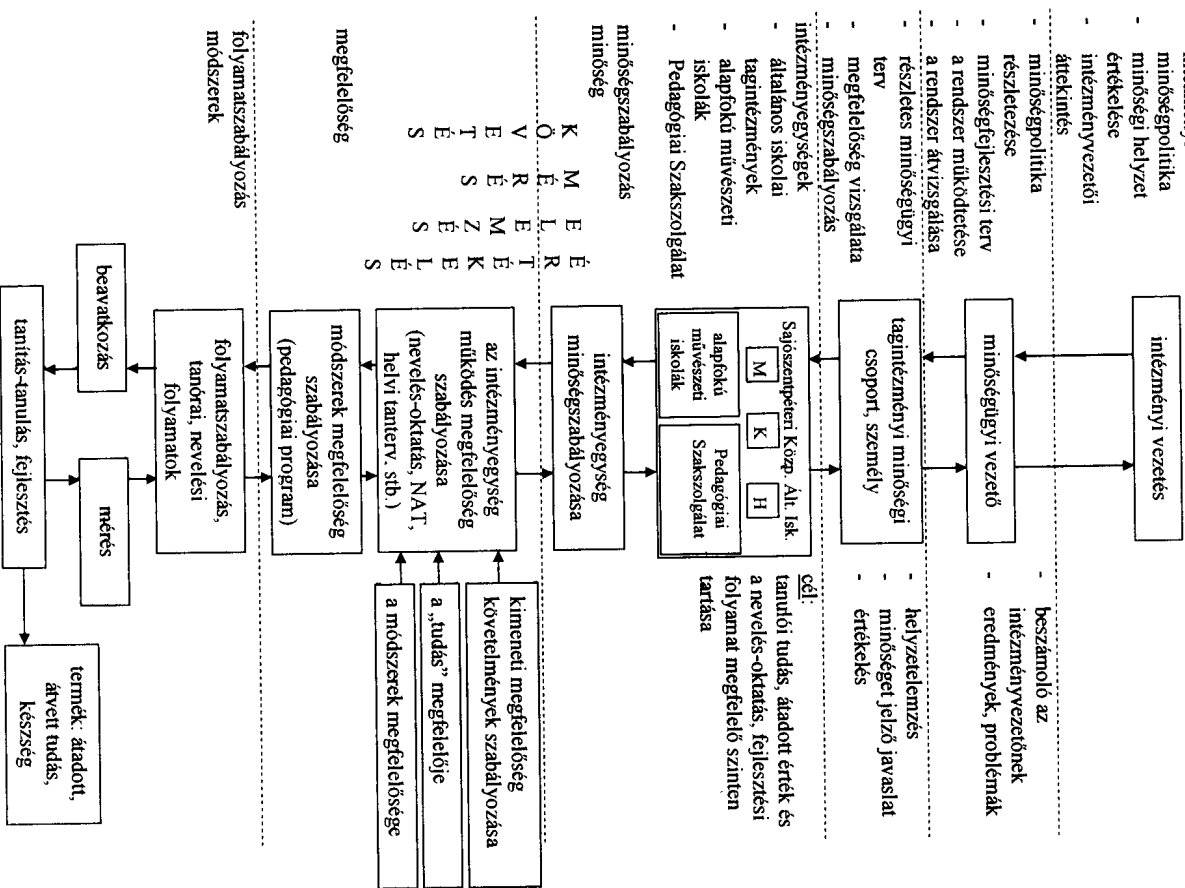 minőségpolitika
- minőségi helyzet
értékelése
- intézményvezetői
áttekintés
intézményi vezetés
- minőségpolitika
részletezése
- minőségfejlesztési terv
- a rendszer működtetése
- a rendszer átvizsgálása
minőségügyi vezető
- beszámoló az
intézményvezetőnek
- eredmények, problémák
- részletes minőségügyi
terv
- megfelelőség vizsgálata
- minőségszabályozás
tagintézményi minőségi
csoport, személy
- helyzetelemzés
- minőséget jelző javaslat
- értékelés
intézményegységek
- általános iskolai
tagintézmények
- alapfokú művészeti
iskolák
- Pedagógiai Szakszolgálat
Sajószentpéteri Közp. Ált. Isk.
M K H
alapfokú
művészeti
iskolák
Pedagógiai
Szakszolgálat
cél:
tanulói tudás, átadott érték és
a nevelés-oktatás, fejlesztési
folyamat megfelelő szinten
tartása
minőségszabályozás
minőség
intézményegység
minőségszabályozása
KÖVETÉS
MÉRÉS
ELEMZÉS
ÉRTÉKELÉS
megfelelőség
az intézményegység
működés megfelelőség
szabályozása
(nevelés-oktatás, NAT,
helvi tanterv. stb.)
kimeneti megfelelőség
követelmények szabályozása
a „tudás” megfelelője
a módszerek megfelelősége
módszerek megfelelőség
szabályozása
(pedagógiai program)
folyamatszabályozás
módszerek
folyamatszabályozás,
tanórai, nevelési
folyamatok
beavatkozás
mérés
tanítás-tanulás, fejlesztés
termék: átadott,
átvett tudás,
készség